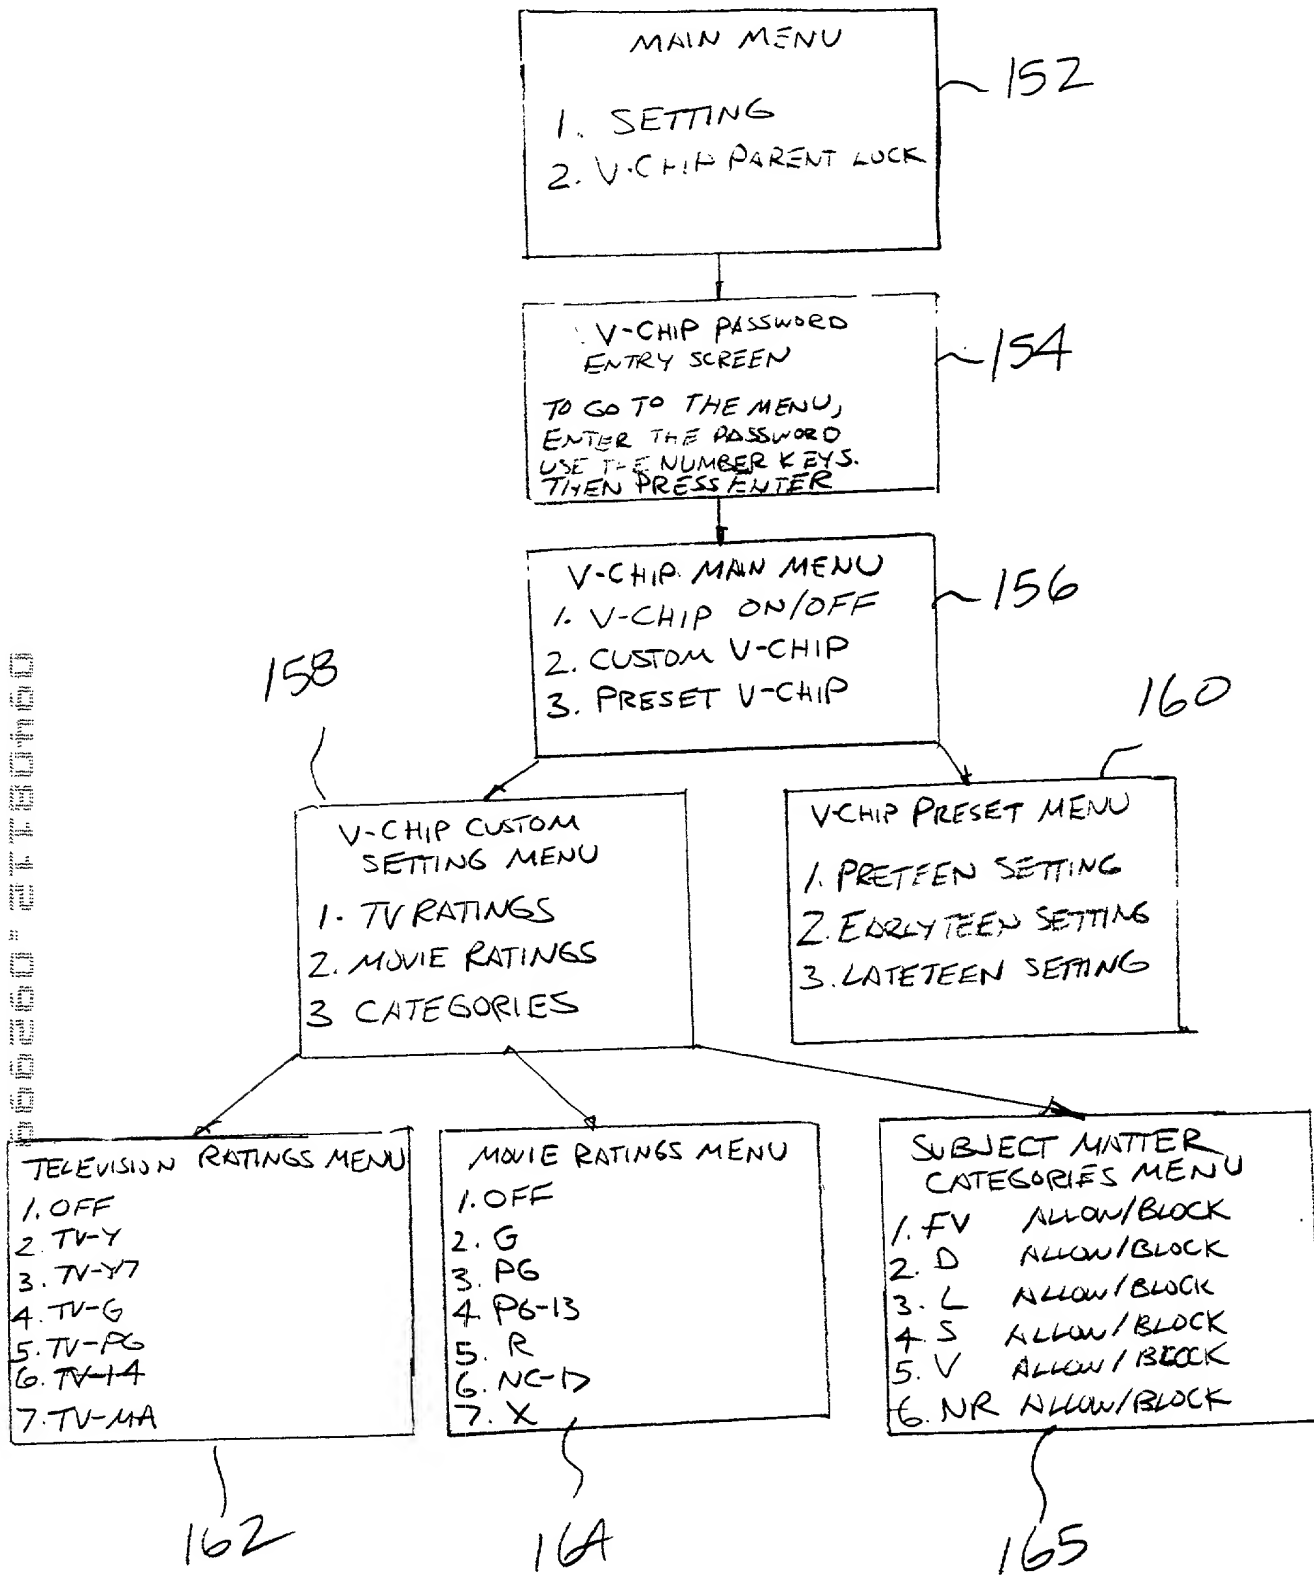 MAIN MENU
1. SETTING
2. V-CHIP PARENT LOCK
152
V-CHIP PASSWORD
ENTRY SCREEN
TO GO TO THE MENU,
ENTER THE PASSWORD
USE THE NUMBER KEYS.
THEN PRESS ENTER
154
V-CHIP MAIN MENU
1. V-CHIP ON/OFF
2. CUSTOM V-CHIP
3. PRESET V-CHIP
156
158
V-CHIP CUSTOM
SETTING MENU
1. TV RATINGS
2. MOVIE RATINGS
3 CATEGORIES
160
V-CHIP PRESET MENU
1. PRETEEN SETTING
2. EARLYTEEN SETTING
3. LATETEEN SETTING
TELEVISION RATINGS MENU
1. OFF
2. TV-Y
3. TV-Y7
4. TV-G
5. TV-PG
6. TV-14
7. TV-MA
162
MOVIE RATINGS MENU
1. OFF
2. G
3. PG
4. PG-13
5. R
6. NC-17
7. X
164
SUBJECT MATTER
CATEGORIES MENU
1. FV ALLOW/BLOCK
2. D ALLOW/BLOCK
3. L ALLOW/BLOCK
4. S ALLOW/BLOCK
5. V ALLOW/BLOCK
6. NR ALLOW/BLOCK
165